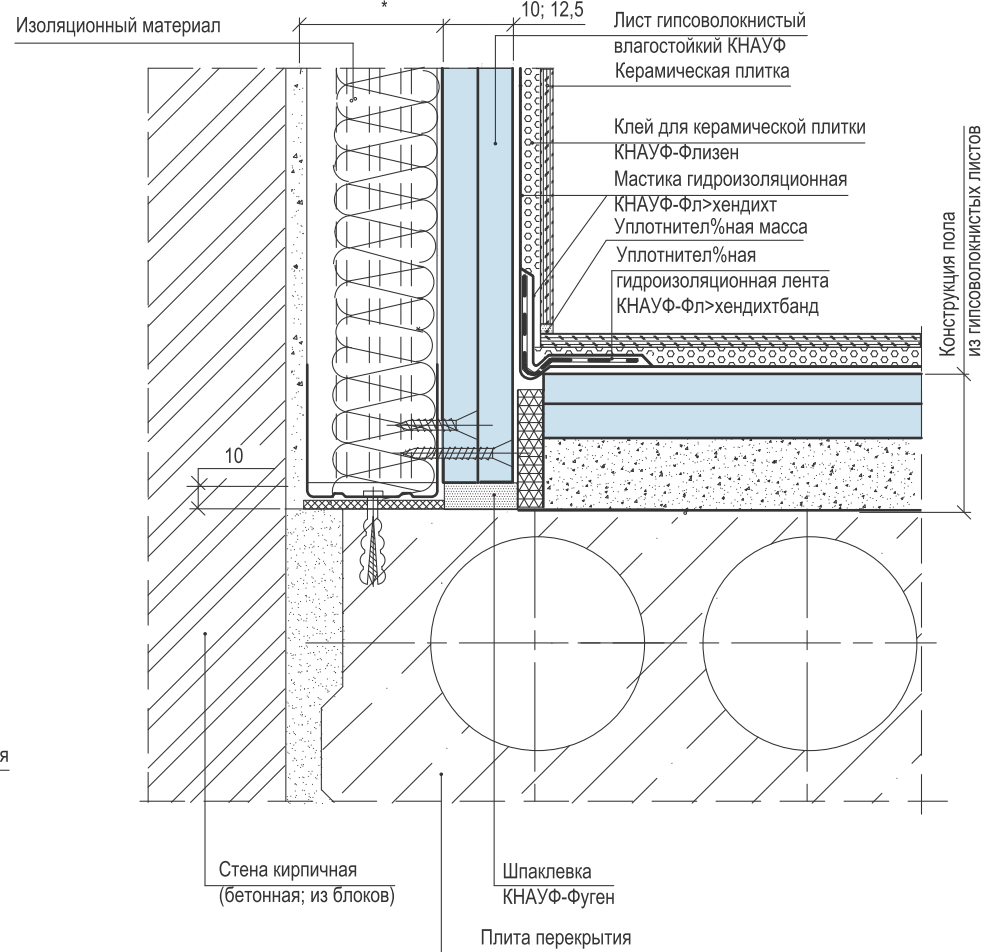 *
10; 12,5
Изоляционный материал
Лист гипсоволокнистый
влагостойкий КНАУФ
Керамическая плитка
Клей для керамической плитки
КНАУФ-Флизен
Мастика гидроизоляционная
КНАУФ-Фл>хендихт
Уплотнител%ная масса
Уплотнител%ная
гидроизоляционная лента
КНАУФ-Фл>хендихтбанд
Конструкция пола
из гипсоволокнистых листов
10
я
Стена кирпичная
(бетонная; из блоков)
Шпаклевка
КНАУФ-Фуген
Плита перекрытия